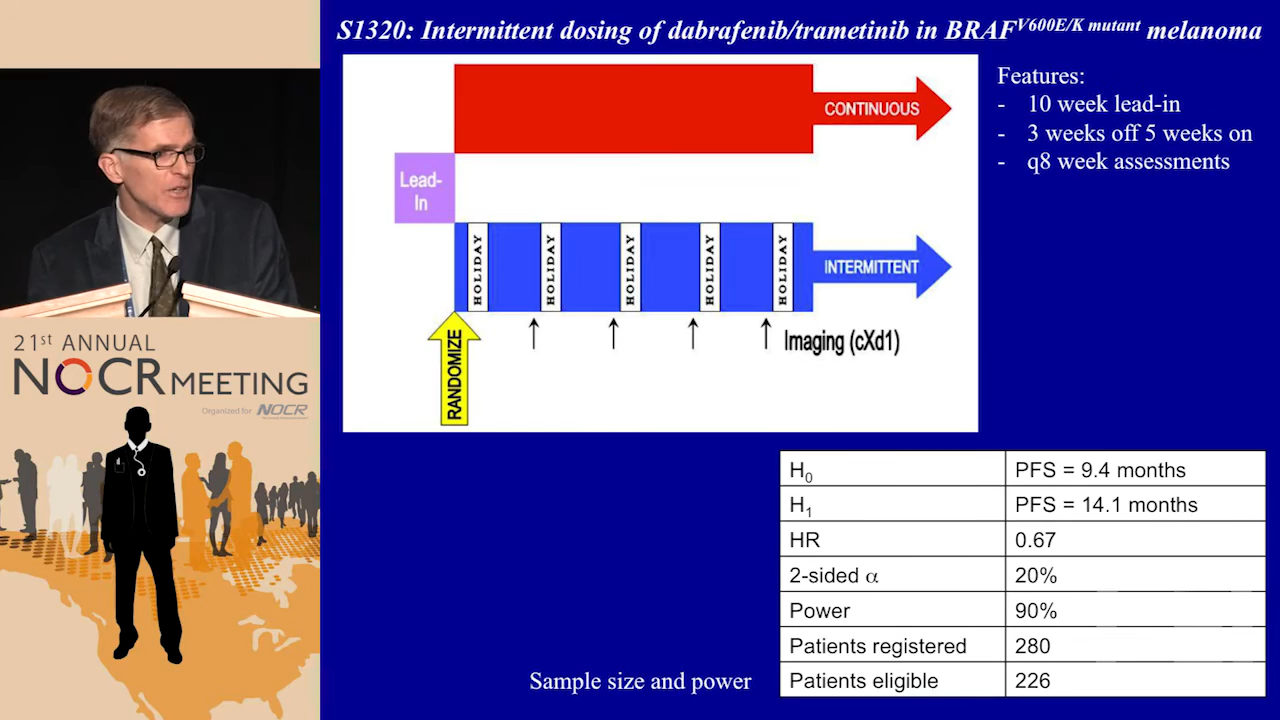 S1320: Intermittent dosing of dabrafenib/trametinib in BRAF^V600E/K mutant melanoma
Features:
- 10 week lead-in
- 3 weeks off 5 weeks on
- q8 week assessments
CONTINUOUS
Lead-
In
HOLIDAY
HOLIDAY
HOLIDAY
HOLIDAY
HOLIDAY
INTERMITTENT
RANDOMIZE
Imaging (cXd1)
21st ANNUAL
NOCR MEETING
Organized for NOCR
H0 PFS = 9.4 months
H1 PFS = 14.1 months
HR 0.67
2-sided α 20%
Power 90%
Patients registered 280
Patients eligible 226
Sample size and power